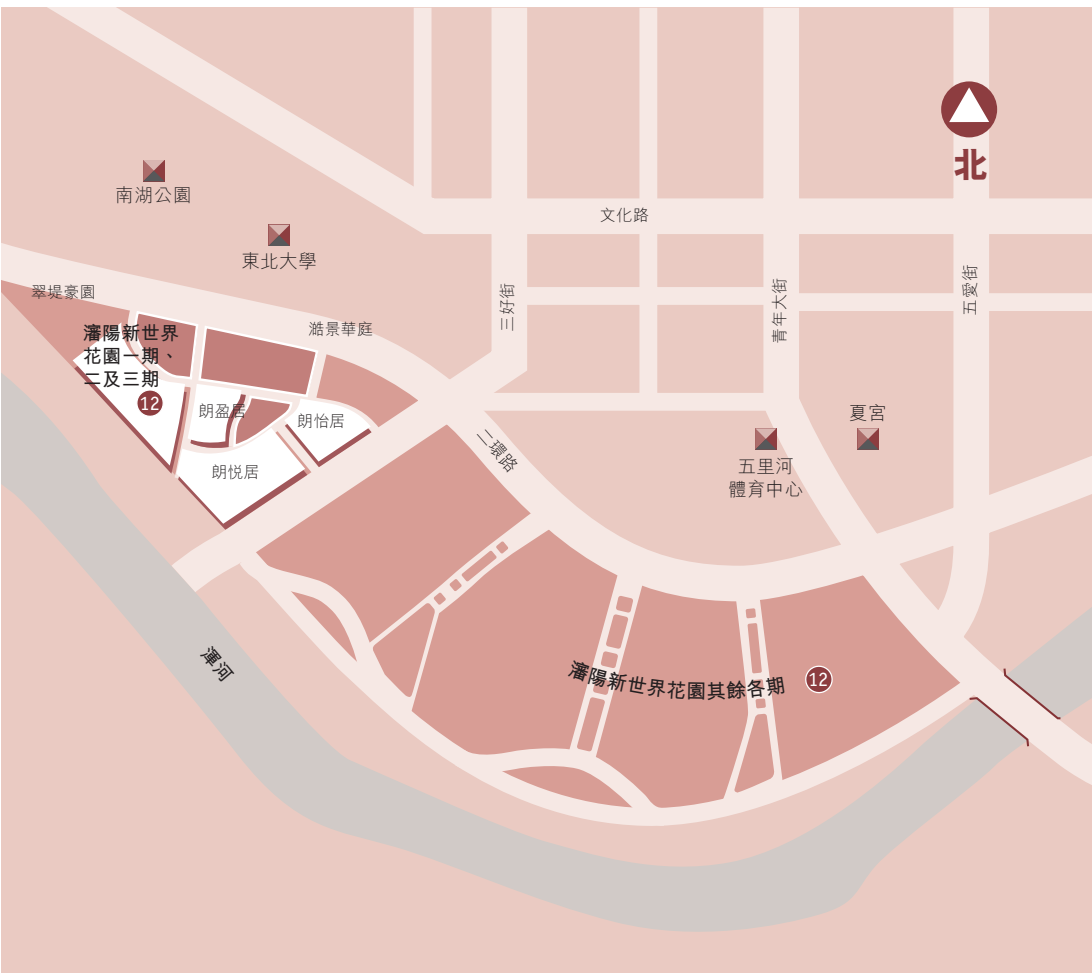 北
南湖公園
文化路
東北大學
五愛街
翠堤豪園
三好街
青年大街
澔景華庭
瀋陽新世界
花園一期、
二及三期
12
朗盈居
朗怡居
夏宮
二環路
朗悦居
五里河
體育中心
渾河
瀋陽新世界花園其餘各期
12